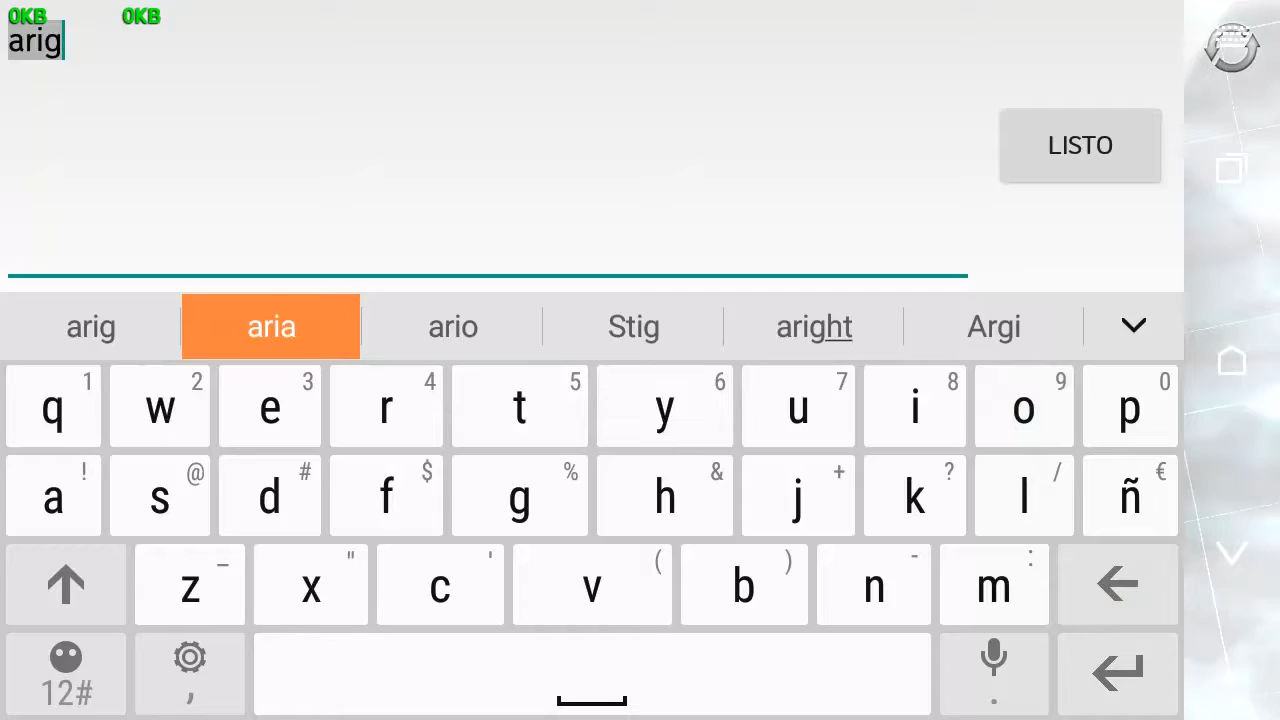 0KB 0KB
arig
LISTO
arig aria ario Stig aright Argi
q 1 w 2 e 3 r 4 t 5 y 6 u 7 i 8 o 9 p 0
a ! s @ d # f $ g % h & j + k ? l / ñ €
z _ x " c ' v ( b ) n - m :
12# , .